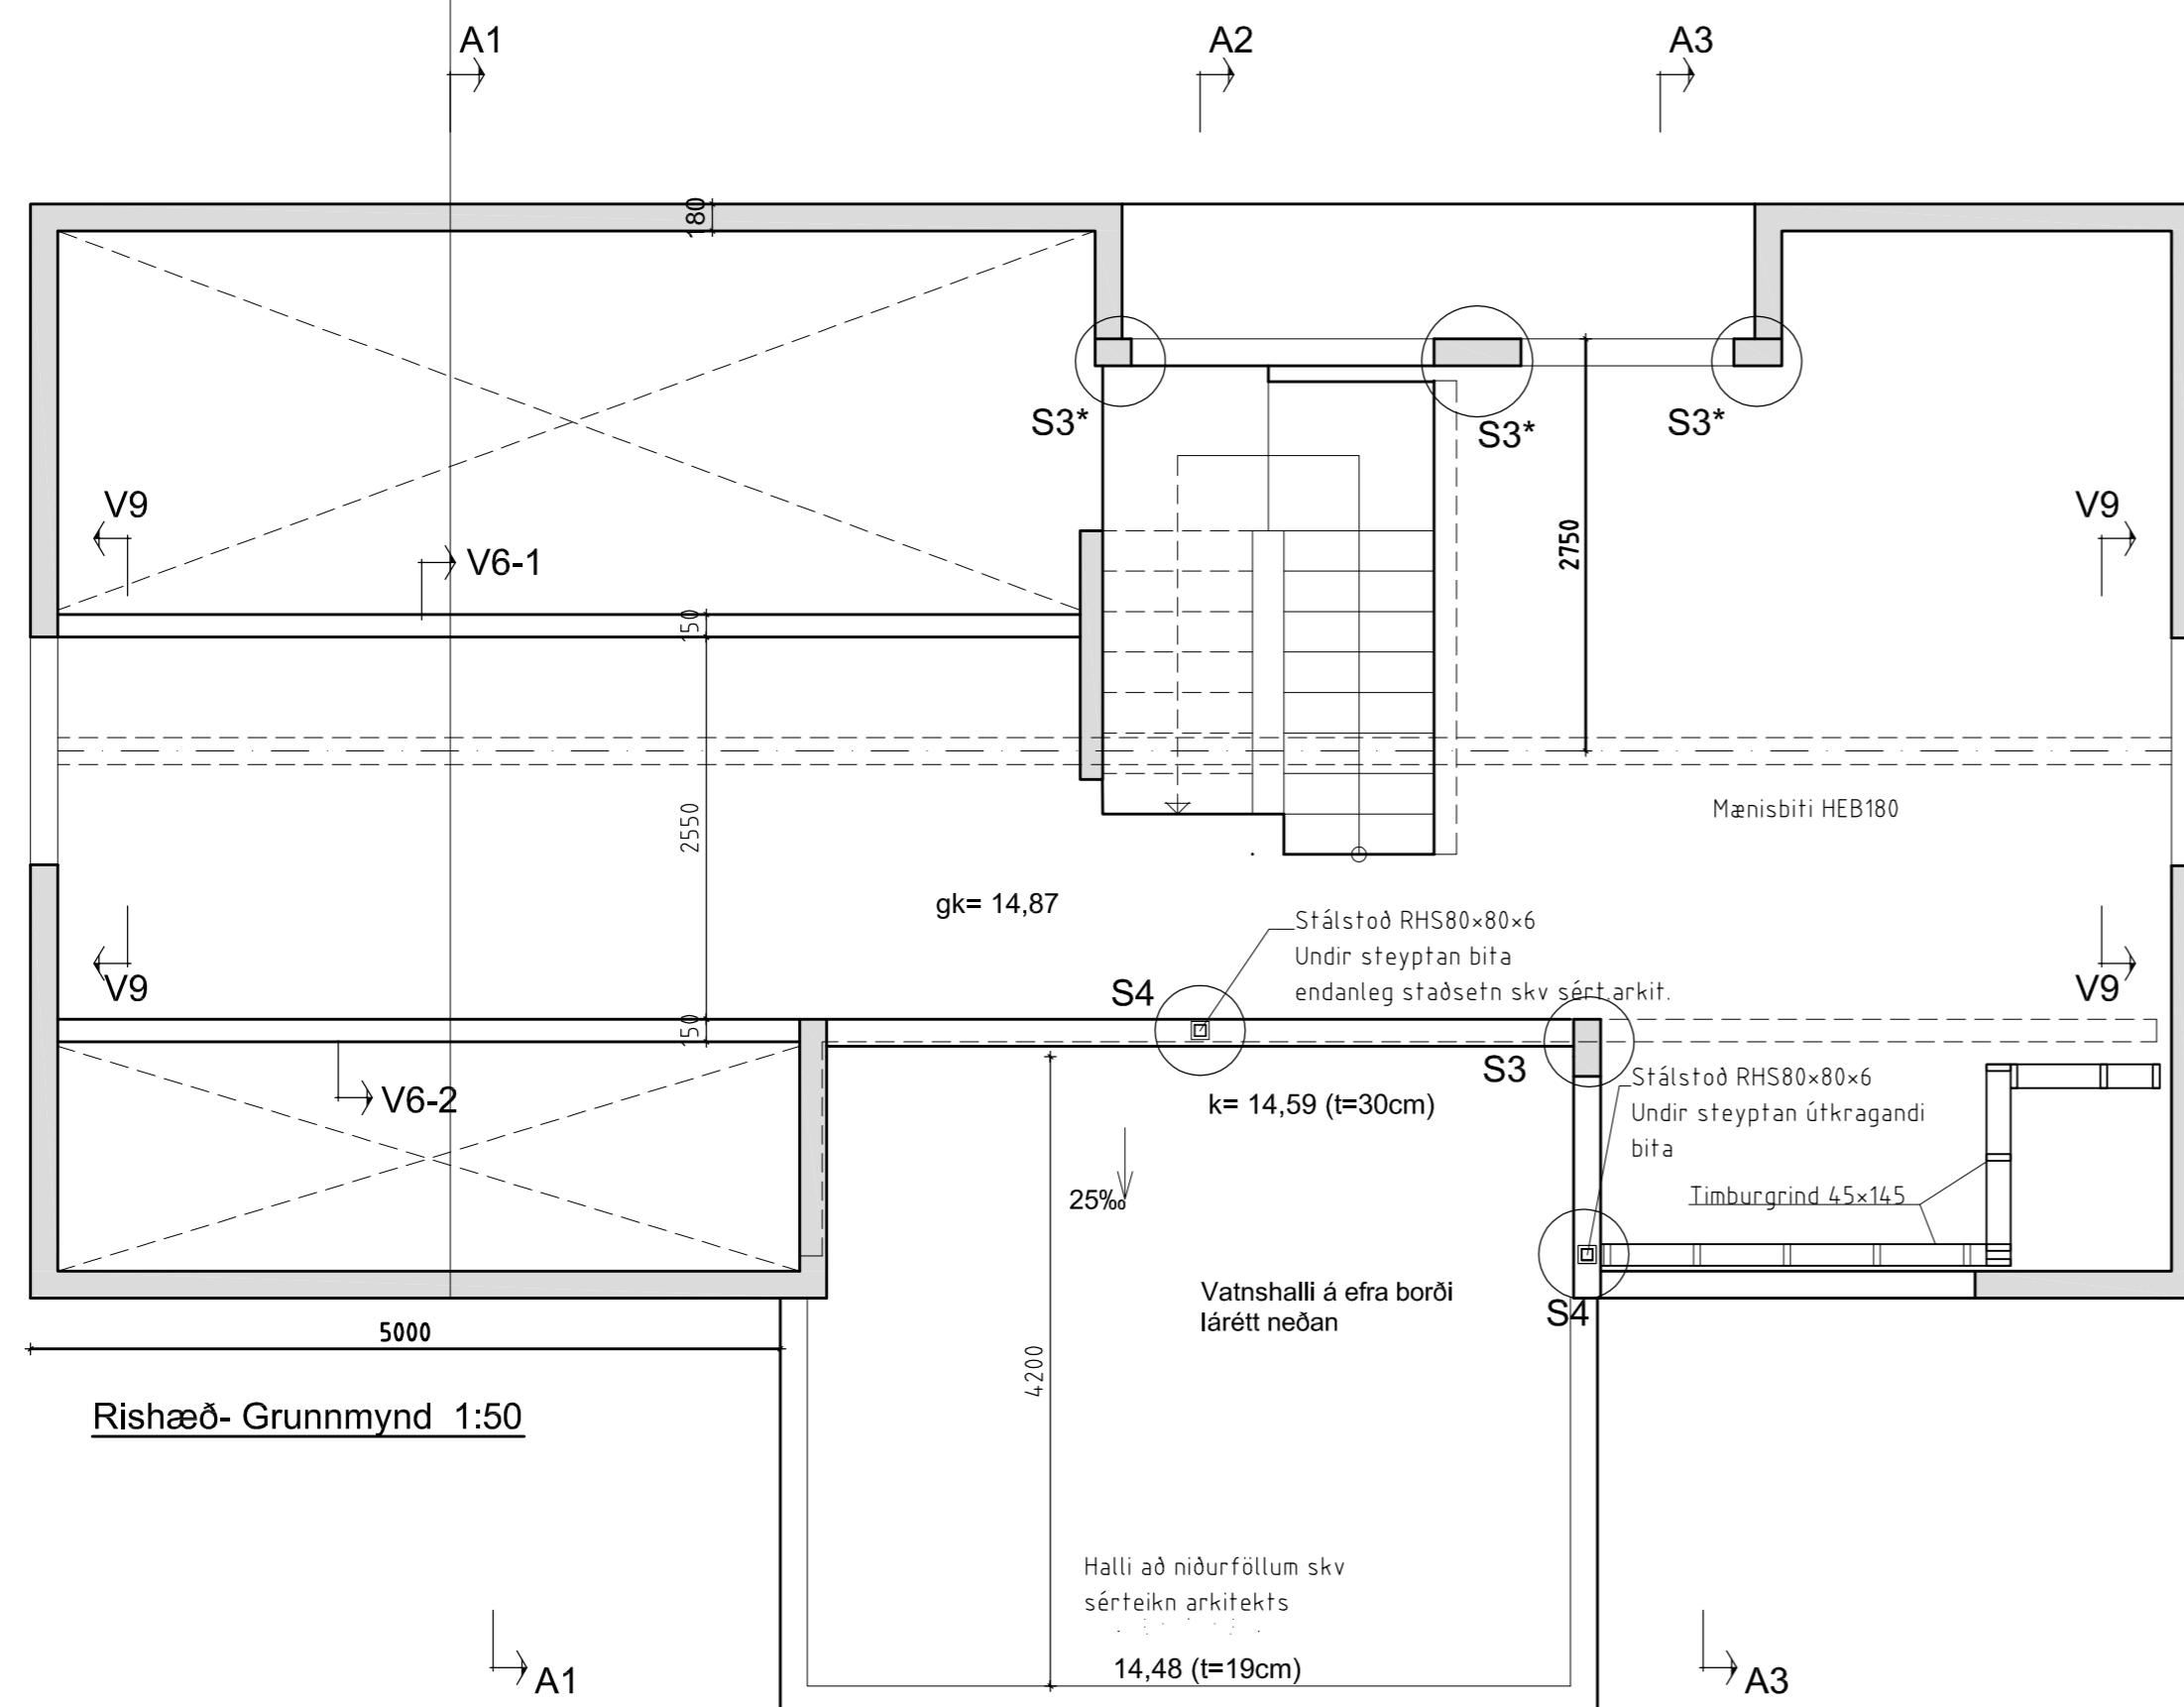 A1
A2
A3
180
S3*
S3*
S3*
V9
V9
V6-1
2750
150
Mænisbiti HEB180
2550
gk= 14,87
Stálstoð RHS80×80×6
Undir steyptan bita
endanleg staðsetn skv sért.arkit.
V9
V9
S4
150
S3
Stálstoð RHS80×80×6
Undir steyptan útkragandi
bita
V6-2
k= 14,59 (t=30cm)
25‰
Timburgrind 45×145
Vatnshalli á efra borði
lárétt neðan
S4
5000
4200
Rishæð- Grunnmynd 1:50
Halli að niðurföllum skv
sérteikn arkitekts
14,48 (t=19cm)
A1
A3